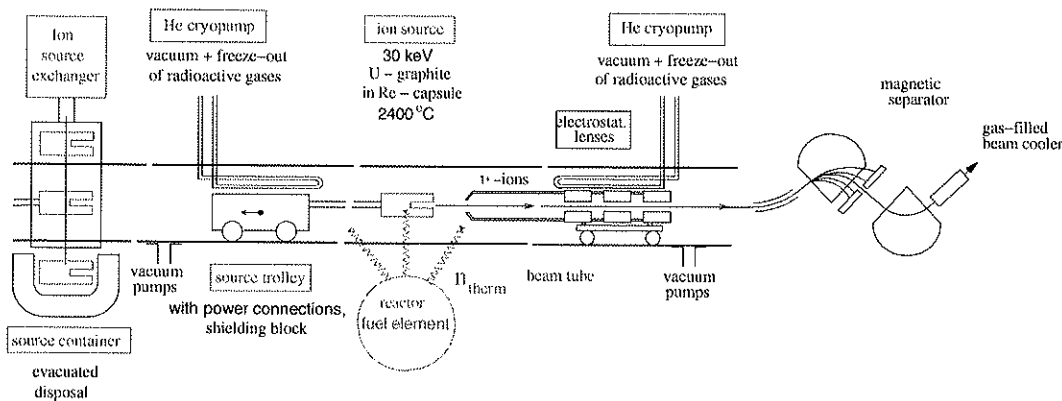 Ion
source
exchanger
He cryopump
vacuum + freeze-out
of radioactive gases
ion source
30 keV
U - graphite
in Re - capsule
2400 °C
He cryopump
vacuum + freeze-out
of radioactive gases
electrostat.
lenses
magnetic
separator
gas-filled
beam cooler
1+-ions
vacuum
pumps
source trolley
with power connections,
shielding block
reactor
fuel element
n therm
beam tube
vacuum
pumps
source container
evacuated
disposal